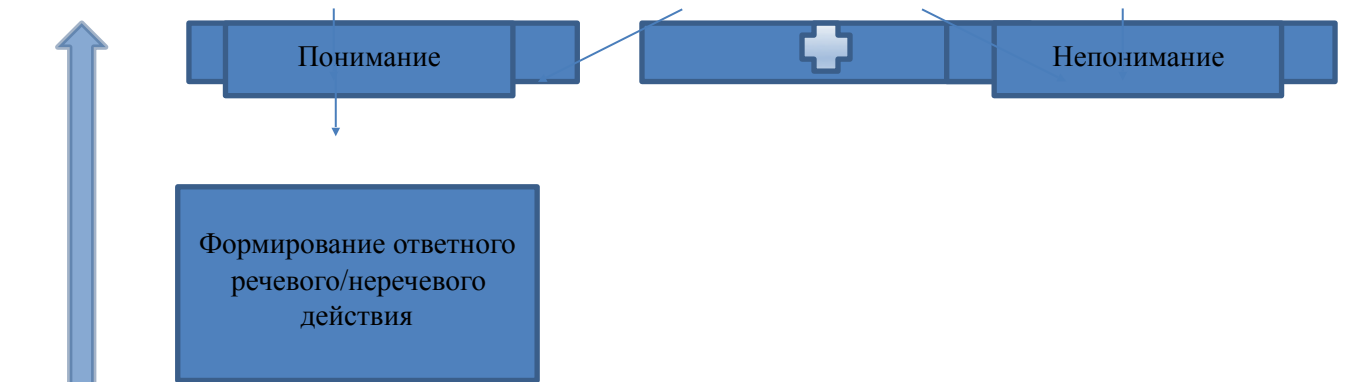 Понимание
Непонимание
Формирование ответного
речевого/неречевого
действия